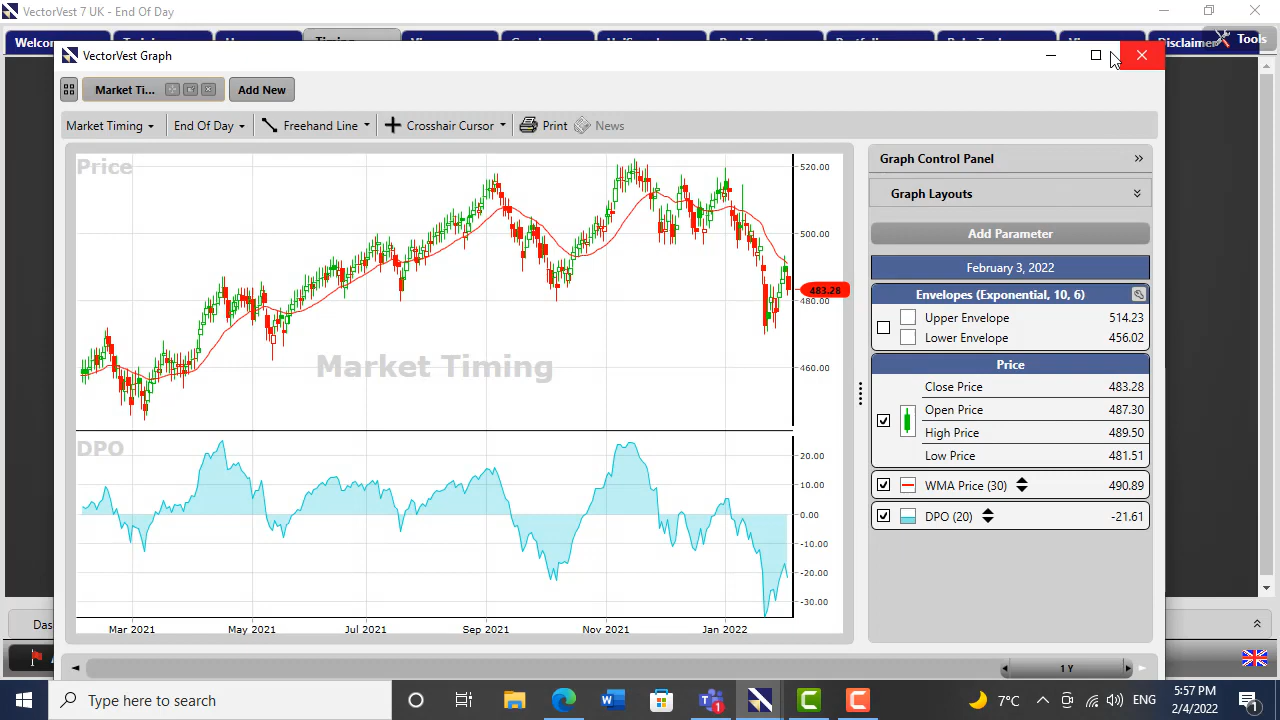 VectorVest 7 UK - End Of Day
Welcor
Timing
Disclaimer
Tools
VectorVest Graph
Market Ti...
Add New
Market Timing
End Of Day
Freehand Line
Crosshair Cursor
Print
News
Price
520.00
500.00
483.28
480.00
460.00
Market Timing
DPO
20.00
10.00
0.00
-10.00
-20.00
-30.00
Mar 2021
May 2021
Jul 2021
Sep 2021
Nov 2021
Jan 2022
Graph Control Panel
Graph Layouts
Add Parameter
February 3, 2022
Envelopes (Exponential, 10, 6)
Upper Envelope 514.23
Lower Envelope 456.02
Price
Close Price 483.28
Open Price 487.30
High Price 489.50
Low Price 481.51
WMA Price (30) 490.89
DPO (20) -21.61
Das
1 Y
Type here to search
1
7°C
ENG
5:57 PM
2/4/2022
1